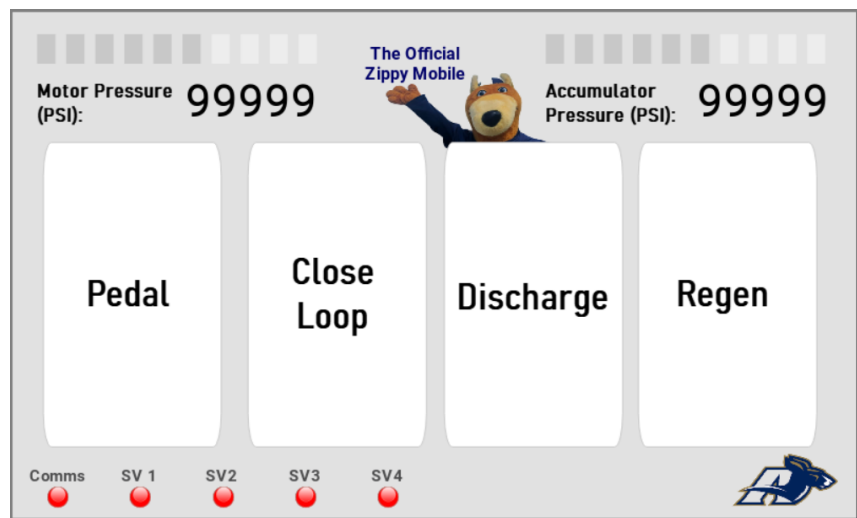 The Official
Zippy Mobile
Motor Pressure
(PSI):
99999
Accumulator
Pressure (PSI):
99999
Pedal
Close
Loop
Discharge
Regen
Comms
SV 1
SV2
SV3
SV4
A